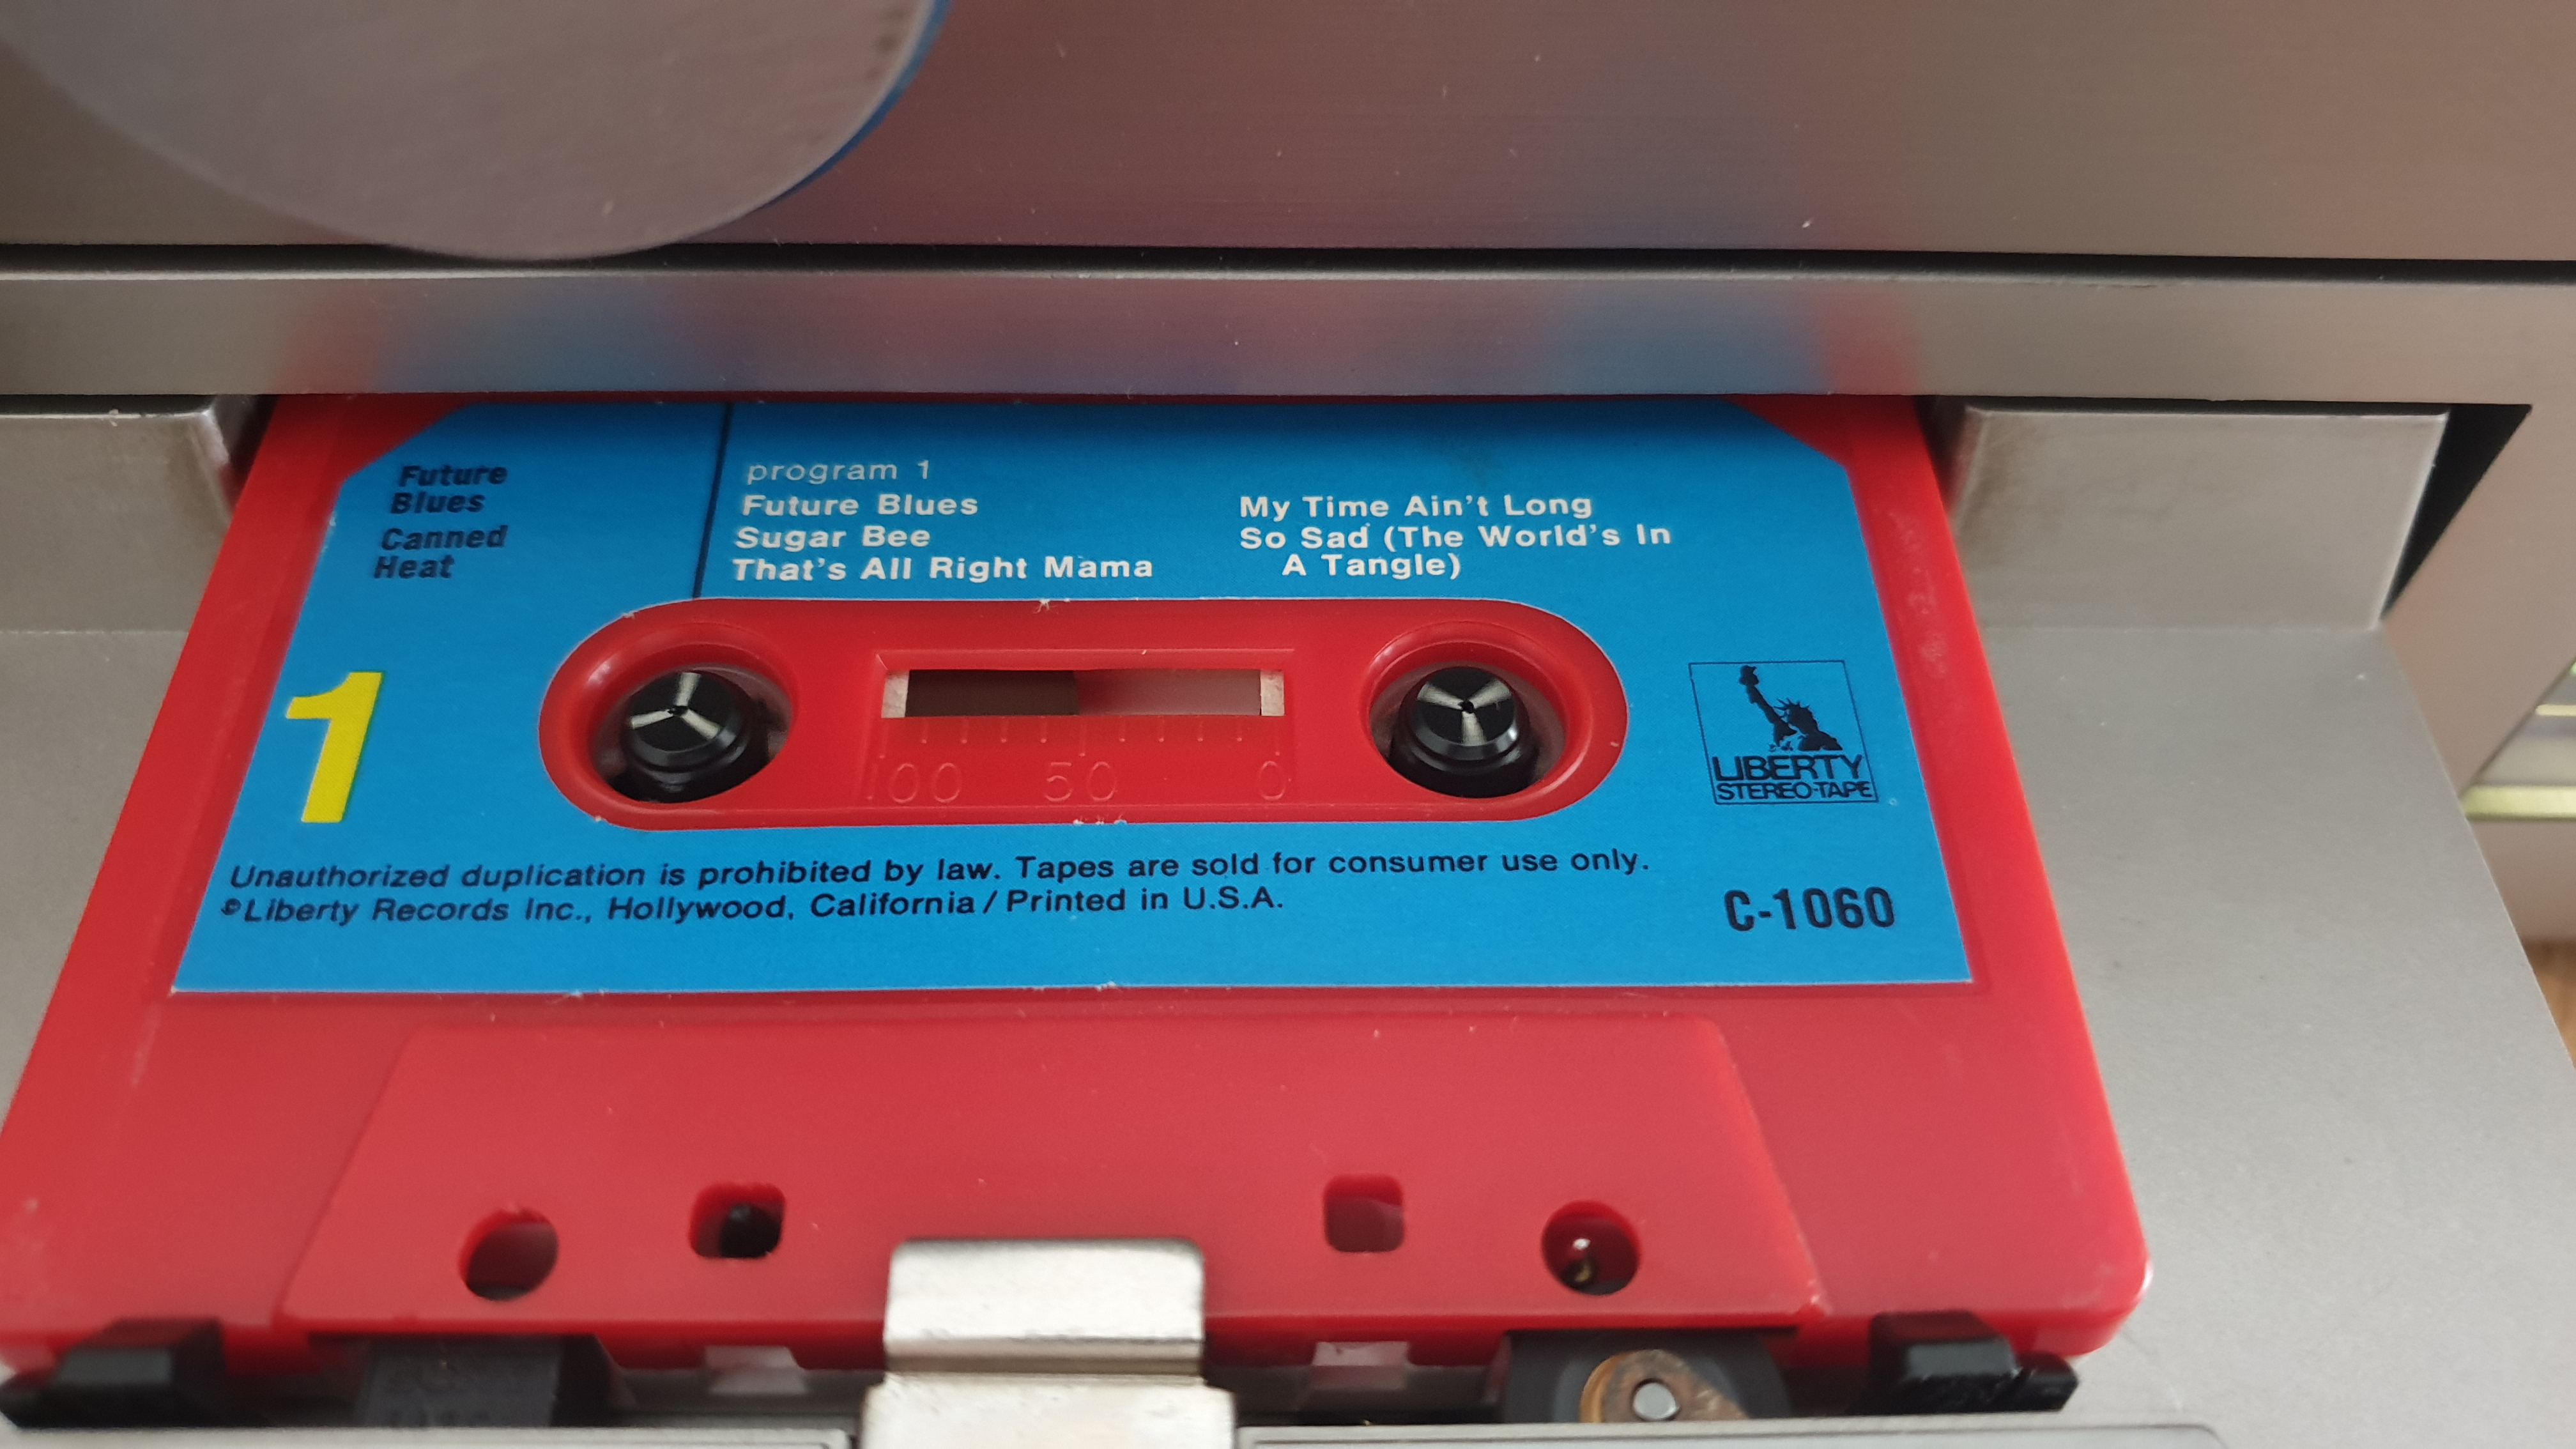 Future
Blues
Canned
Heat
program 1
Future Blues
Sugar Bee
That's All Right Mama
My Time Ain't Long
So Sad (The World's In
A Tangle)
1
100 50 0
LIBERTY
STEREO-TAPE
Unauthorized duplication is prohibited by law. Tapes are sold for consumer use only.
©Liberty Records Inc., Hollywood, California / Printed in U.S.A.
C-1060